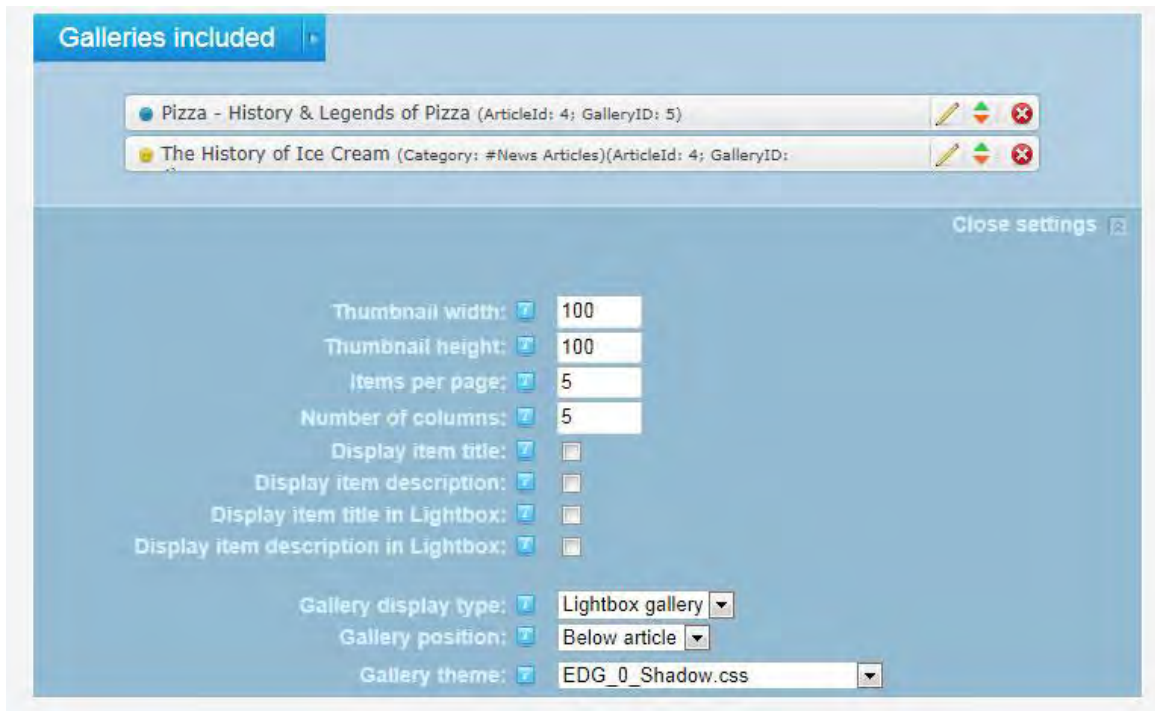 Galleries included
Pizza - History & Legends of Pizza (ArticleId: 4; GalleryID: 5)
The History of Ice Cream (Category: #News Articles)(ArticleId: 4; GalleryID:
Close settings
Thumbnail width: 100
Thumbnail height: 100
Items per page: 5
Number of columns: 5
Display item title:
Display item description:
Display item title in Lightbox:
Display item description in Lightbox:
Gallery display type: Lightbox gallery
Gallery position: Below article
Gallery theme: EDG_0_Shadow.css